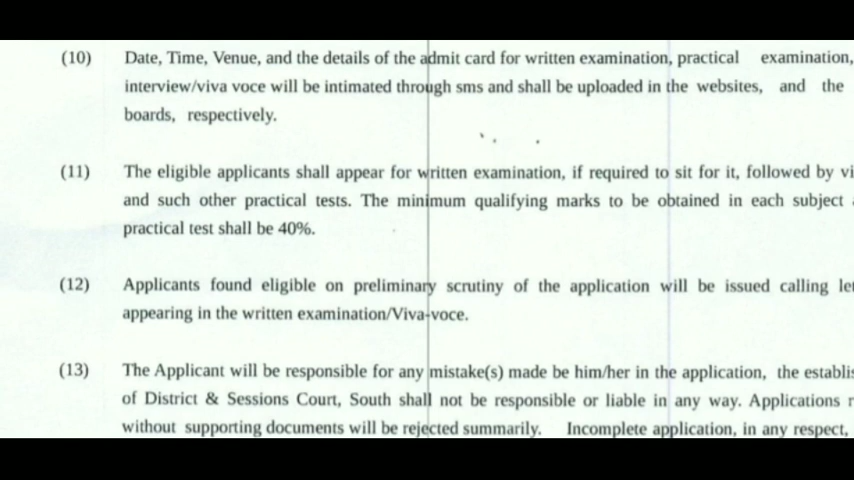 (10) Date, Time, Venue, and the details of the admit card for written examination, practical examination,
interview/viva voce will be intimated through sms and shall be uploaded in the websites, and the
boards, respectively.
(11) The eligible applicants shall appear for written examination, if required to sit for it, followed by
and such other practical tests. The minimum qualifying marks to be obtained in each subject
practical test shall be 40%.
(12) Applicants found eligible on preliminary scrutiny of the application will be issued calling
appearing in the written examination/Viva-voce.
(13) The Applicant will be responsible for any mistake(s) made be him/her in the application, the
of District & Sessions Court, South shall not be responsible or liable in any way. Applications
without supporting documents will be rejected summarily. Incomplete application, in any respect,